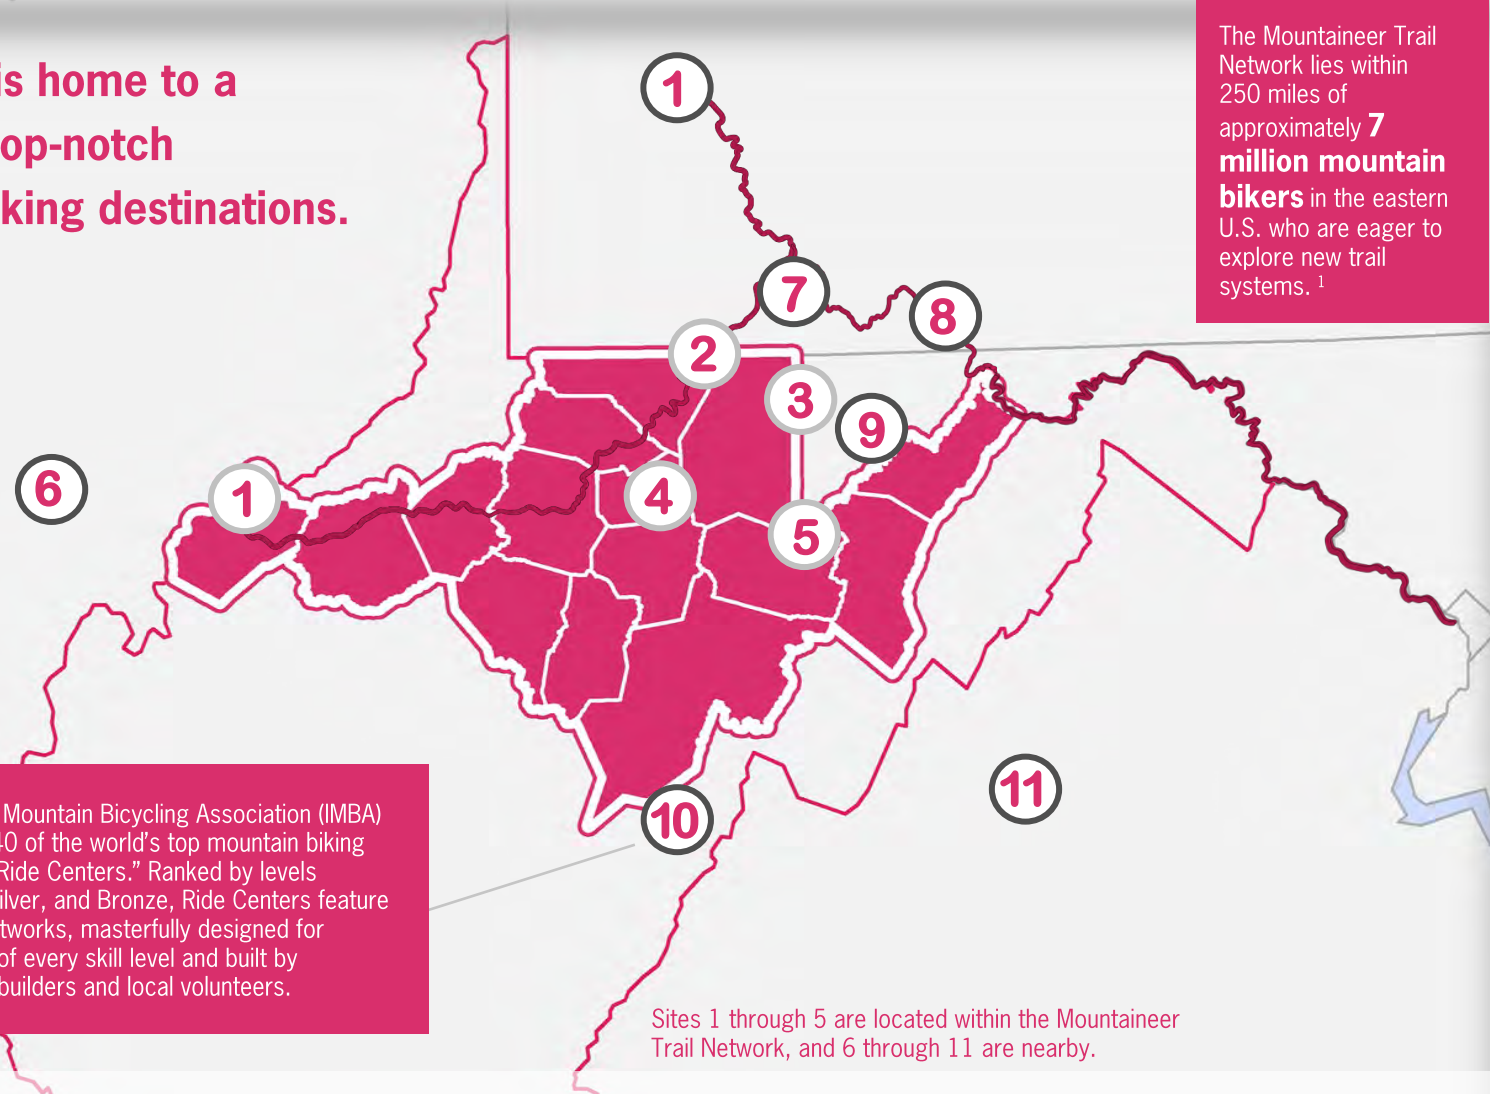 is home to a
op-notch
king destinations.
The Mountaineer Trail
Network lies within
250 miles of
approximately 7
million mountain
bikers in the eastern
U.S. who are eager to
explore new trail
systems. 1
1
7
8
2
3
9
6
1
4
5
10
11
Mountain Bicycling Association (IMBA)
40 of the world’s top mountain biking
Ride Centers.” Ranked by levels
ilver, and Bronze, Ride Centers feature
tworks, masterfully designed for
of every skill level and built by
builders and local volunteers.
Sites 1 through 5 are located within the Mountaineer
Trail Network, and 6 through 11 are nearby.